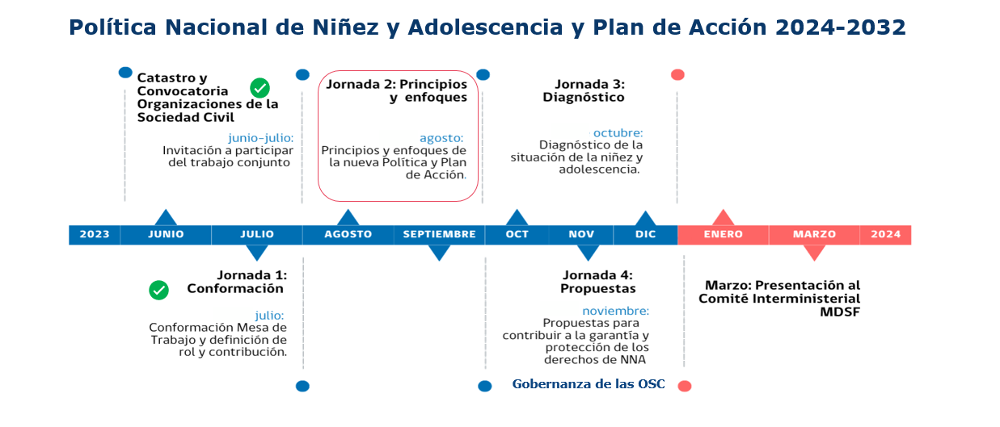 Política Nacional de Niñez y Adolescencia y Plan de Acción 2024-2032
Catastro y
Convocatoria
Organizaciones de la
Sociedad Civil
junio-julio:
Invitación a participar
del trabajo conjunto
Jornada 2: Principios
y enfoques
agosto:
Principios y enfoques de
la nueva Política y Plan
de Acción.
Jornada 3:
Diagnóstico
octubre:
Diagnóstico de la
situación de la niñez y
adolescencia.
2023 JUNIO JULIO AGOSTO SEPTIEMBRE OCT NOV DIC ENERO MARZO 2024
Jornada 1:
Conformación
julio:
Conformación Mesa de
Trabajo y definición de
rol y contribución.
Jornada 4:
Propuestas
noviembre:
Propuestas para
contribuir a la garantía y
protección de los
derechos de NNA
Gobernanza de las OSC
Marzo: Presentación al
Comité Interministerial
MDSF